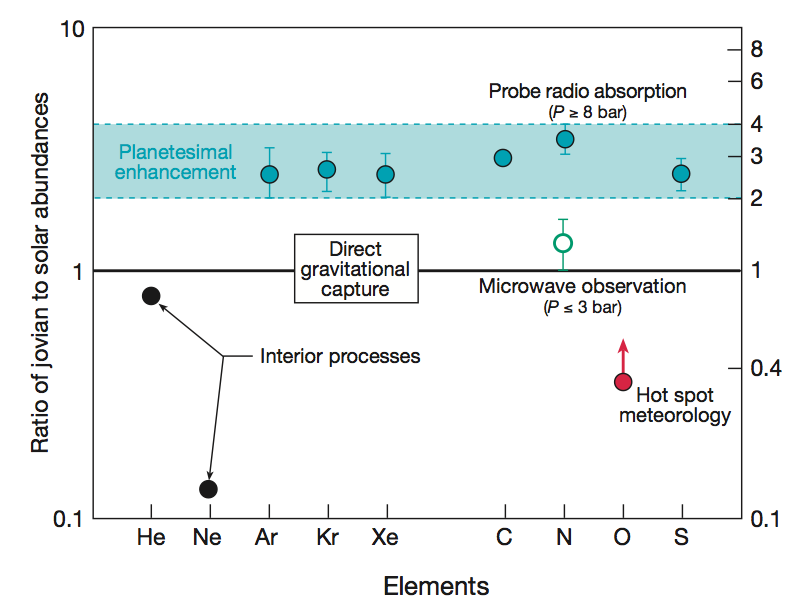 10
8
6
4
3
2
1
0.4
0.1
Ratio of jovian to solar abundances
1
0.1
Probe radio absorption
(P ≥ 8 bar)
Planetesimal
enhancement
Direct
gravitational
capture
Microwave observation
(P ≤ 3 bar)
Interior processes
Hot spot
meteorology
He Ne Ar Kr Xe C N O S
Elements